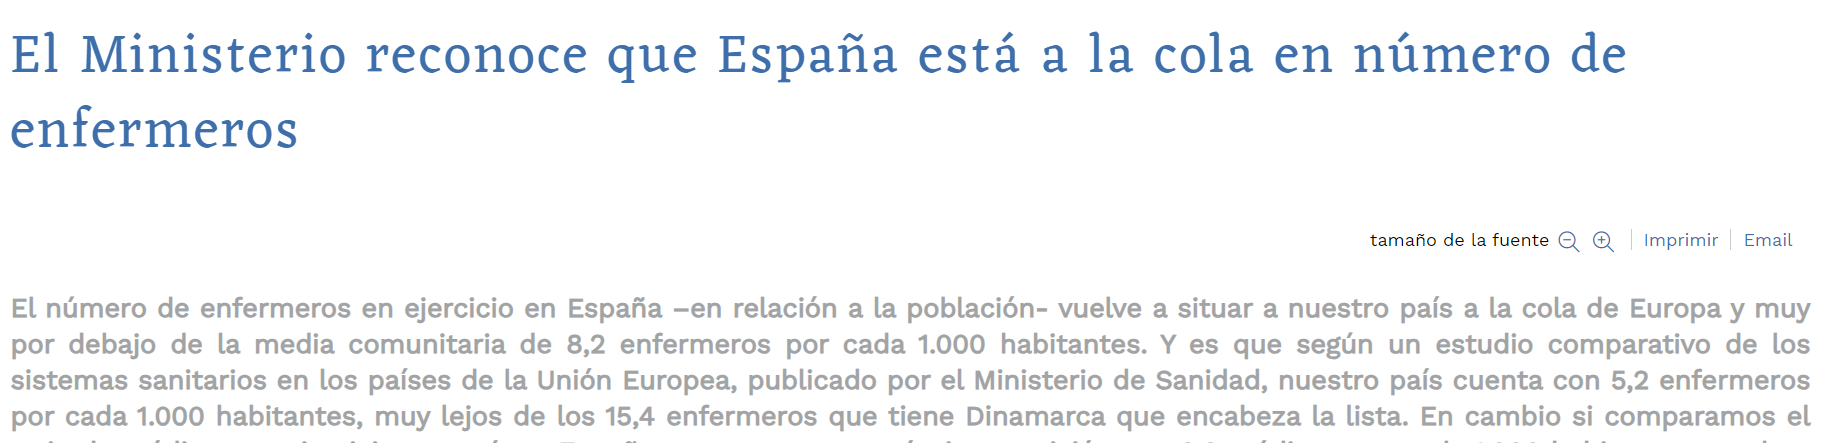 El Ministerio reconoce que España está a la cola en número de
enfermeros
tamaño de la fuente Imprimir Email
El número de enfermeros en ejercicio en España –en relación a la población- vuelve a situar a nuestro país a la cola de Europa y muy
por debajo de la media comunitaria de 8,2 enfermeros por cada 1.000 habitantes. Y es que según un estudio comparativo de los
sistemas sanitarios en los países de la Unión Europea, publicado por el Ministerio de Sanidad, nuestro país cuenta con 5,2 enfermeros
por cada 1.000 habitantes, muy lejos de los 15,4 enfermeros que tiene Dinamarca que encabeza la lista. En cambio si comparamos el